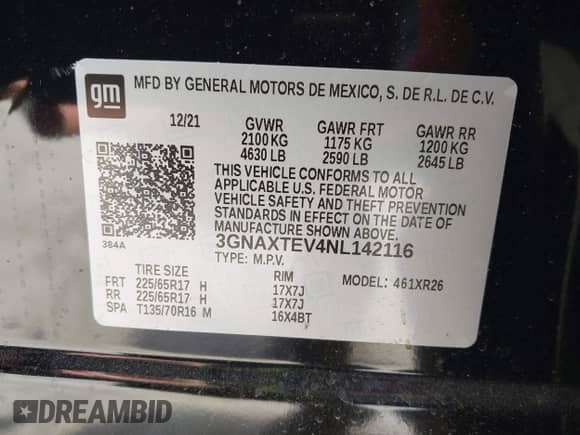 gm
MFD BY GENERAL MOTORS DE MEXICO, S. DE R.L. DE C.V.
12/21 GVWR GAWR FRT GAWR RR
2100 KG 1175 KG 1200 KG
4630 LB 2590 LB 2645 LB
THIS VEHICLE CONFORMS TO ALL
APPLICABLE U.S. FEDERAL MOTOR
VEHICLE SAFETY AND THEFT PREVENTION
STANDARDS IN EFFECT ON THE DATE OF
MANUFACTURE SHOWN ABOVE.
384A
3GNAXTEV4NL142116
TYPE: M.P.V.
TIRE SIZE RIM MODEL: 461XR26
FRT 225/65R17 H 17X7J
RR 225/65R17 H 17X7J
SPA T135/70R16 M 16X4BT
DREAMBID